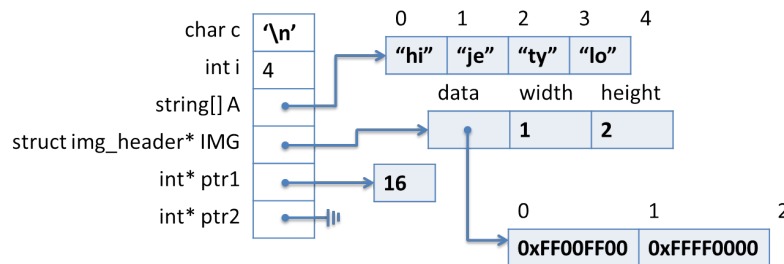 char c '\n'
0 1 2 3 4
"hi" "je" "ty" "lo"
int i 4
string[] A
data width height
struct img_header* IMG
1 2
int* ptr1
16
int* ptr2
0 1 2
0xFF00FF00 0xFFFF0000